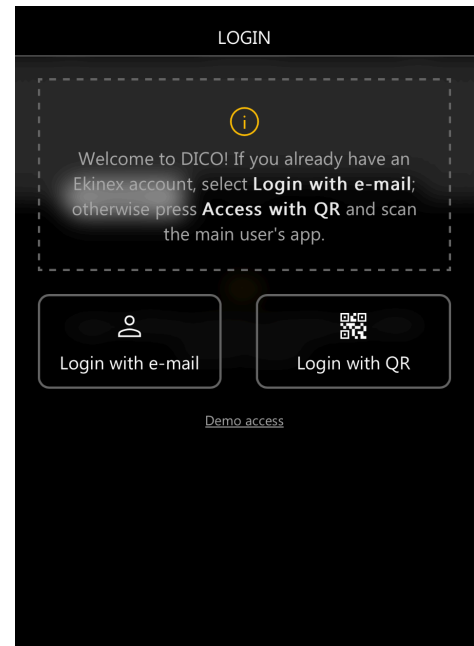 LOGIN
Welcome to DICO! If you already have an
Ekinex account, select Login with e-mail;
otherwise press Access with QR and scan
the main user's app.
Login with e-mail
Login with QR
Demo access